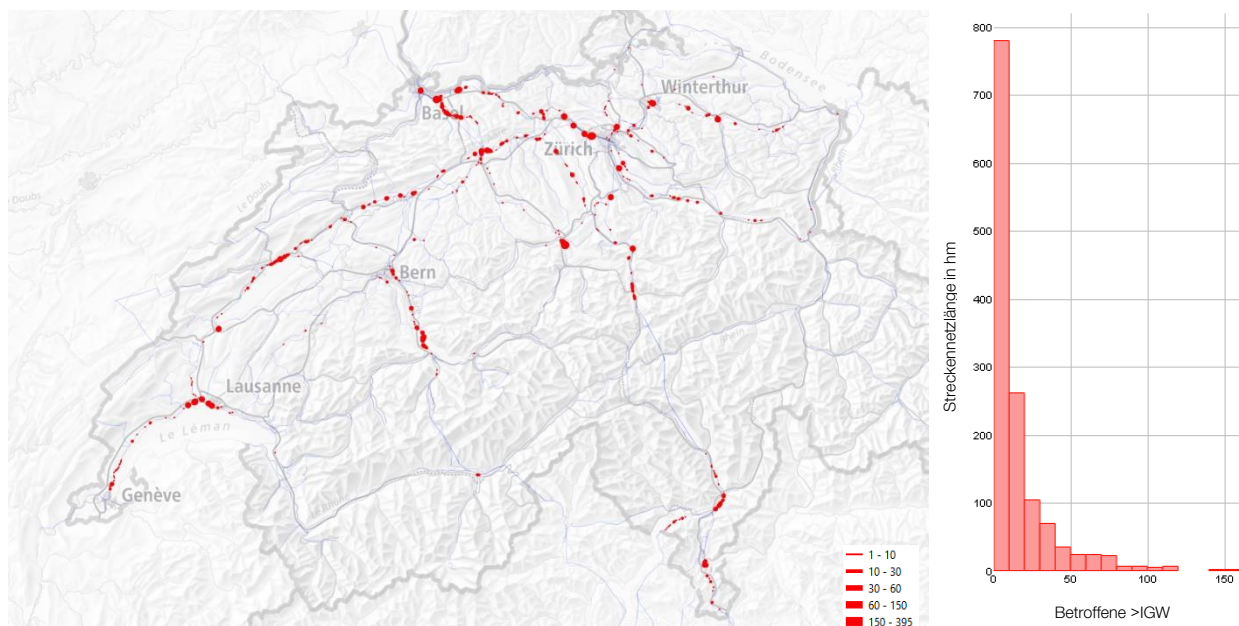 Bodensee
Winterthur
Basel
Zürich
Le Doubs
Doubs
Bern
Rhein
Lausanne
Le Léman
Genève
1 - 10
10 - 30
30 - 60
60 - 150
150 - 395
Streckennetzlänge in hm
800
700
600
500
400
300
200
100
0
0
50
100
150
Betroffene >IGW